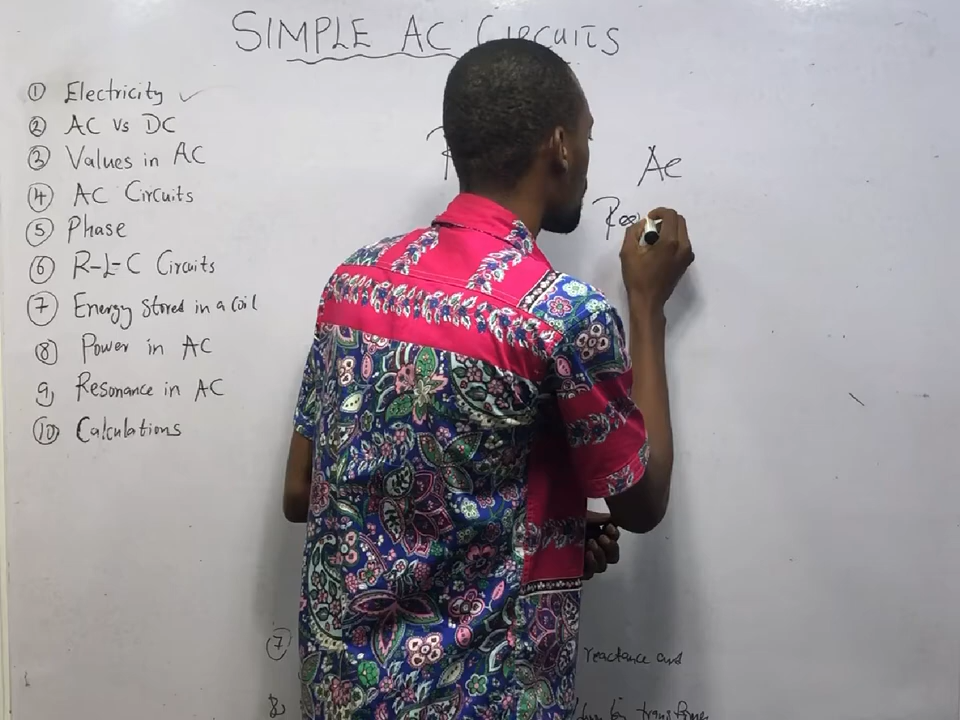 SIMPLE AC CIRCUITS
① Electricity ✓
② AC Vs DC
③ Values in AC
④ AC Circuits
⑤ Phase
⑥ R-L-C Circuits
⑦ Energy stored in a coil
⑧ Power in AC
9, Resonance in AC
⑩ Calculations
Ac
⑦ reactance and
8,